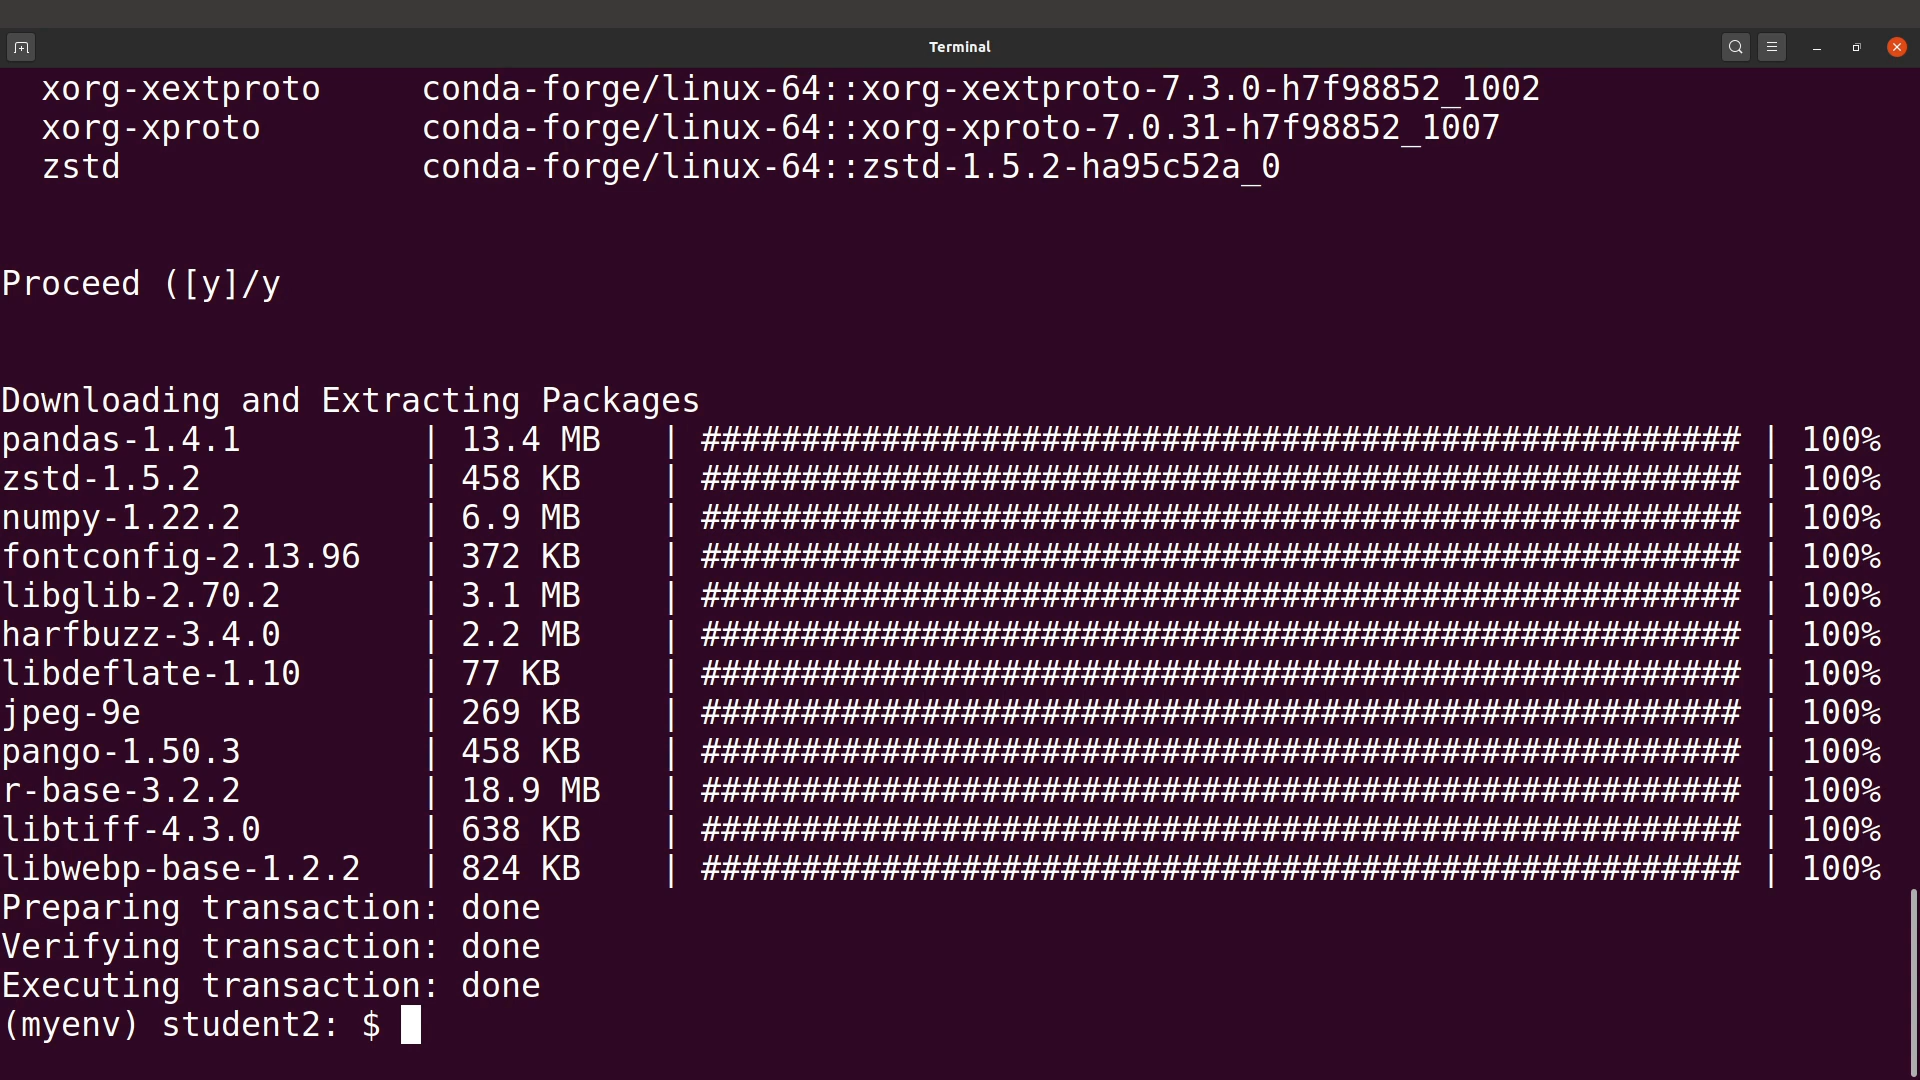 Terminal
xorg-xextproto conda-forge/linux-64::xorg-xextproto-7.3.0-h7f98852_1002
xorg-xproto conda-forge/linux-64::xorg-xproto-7.0.31-h7f98852_1007
zstd conda-forge/linux-64::zstd-1.5.2-ha95c52a_0
Proceed ([y]/y
Downloading and Extracting Packages
pandas-1.4.1 | 13.4 MB | #################################################### | 100%
zstd-1.5.2 | 458 KB | #################################################### | 100%
numpy-1.22.2 | 6.9 MB | #################################################### | 100%
fontconfig-2.13.96 | 372 KB | #################################################### | 100%
libglib-2.70.2 | 3.1 MB | #################################################### | 100%
harfbuzz-3.4.0 | 2.2 MB | #################################################### | 100%
libdeflate-1.10 | 77 KB | #################################################### | 100%
jpeg-9e | 269 KB | #################################################### | 100%
pango-1.50.3 | 458 KB | #################################################### | 100%
r-base-3.2.2 | 18.9 MB | #################################################### | 100%
libtiff-4.3.0 | 638 KB | #################################################### | 100%
libwebp-base-1.2.2 | 824 KB | #################################################### | 100%
Preparing transaction: done
Verifying transaction: done
Executing transaction: done
(myenv) student2: $